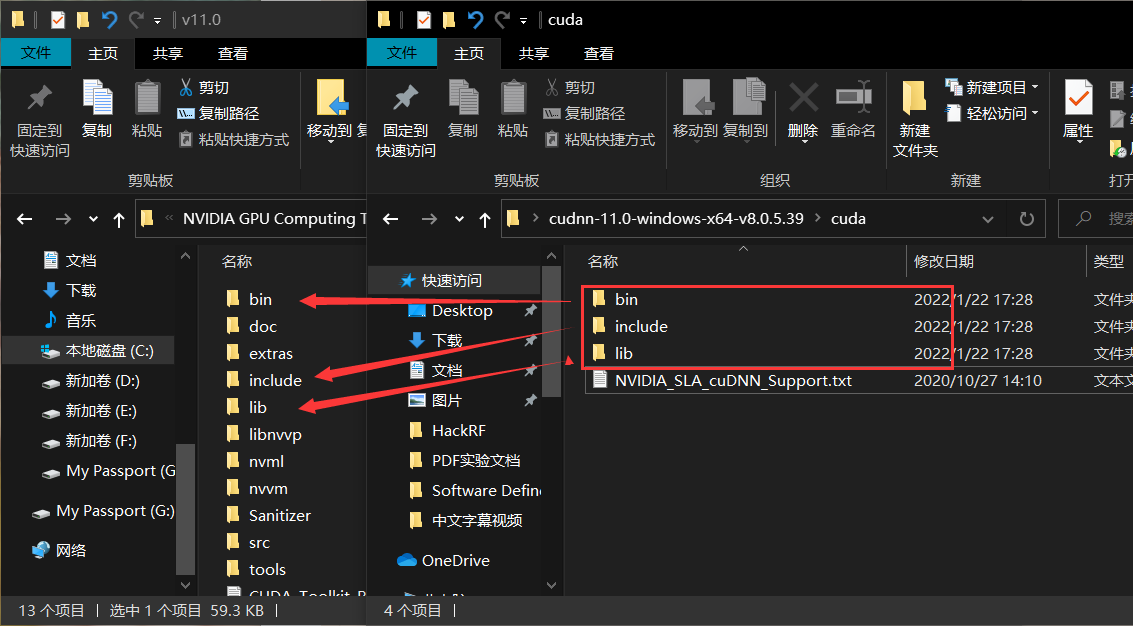 v11.0
文件 主页 共享 查看
固定到
快速访问
复制
粘贴
剪切
复制路径
粘贴快捷方式
移动到
剪贴板
NVIDIA GPU Computing T
文档
下载
音乐
本地磁盘 (C:)
新加卷 (D:)
新加卷 (E:)
新加卷 (F:)
My Passport (G
My Passport (G:)
网络
名称
bin
doc
extras
include
lib
libnvvp
nvml
nvvm
Sanitizer
src
tools
13 个项目 选中 1 个项目 59.3 KB
cuda
文件 主页 共享 查看
固定到
快速访问
复制
粘贴
剪切
复制路径
粘贴快捷方式
剪贴板
移动到
复制到
删除
重命名
组织
新建
文件夹
新建项目
轻松访问
新建
属性
打开
cudnn-11.0-windows-x64-v8.0.5.39 cuda
搜索
快速访问
Desktop
下载
文档
图片
HackRF
PDF实验文档
Software Define
中文字幕视频
OneDrive
名称 修改日期 类型
bin 2022/1/22 17:28 文件夹
include 2022/1/22 17:28 文件夹
lib 2022/1/22 17:28 文件夹
NVIDIA_SLA_cuDNN_Support.txt 2020/10/27 14:10 文本文
4 个项目